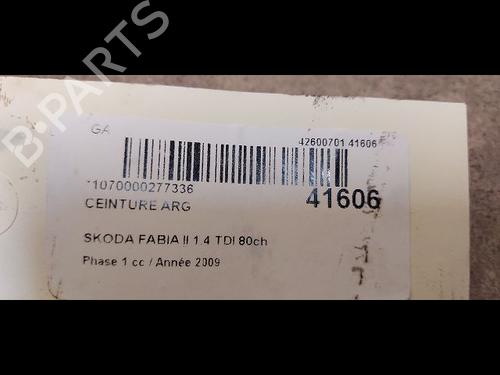 B-PARTS
GA
42600701 41606
*1070000277336
41606
CEINTURE ARG
SKODA FABIA II 1.4 TDI 80ch
Phase 1 cc / Année 2009